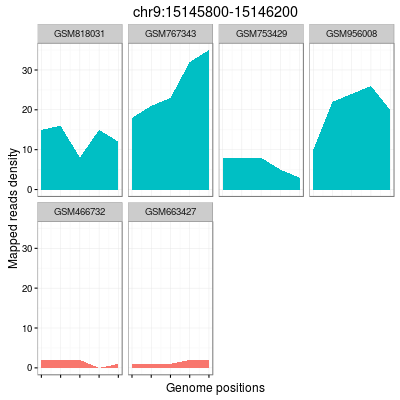 chr9:15145800-15146200
GSM818031 GSM767343 GSM753429 GSM956008
30
20
10
0
Mapped reads density
GSM466732 GSM663427
30
20
10
0
Genome positions